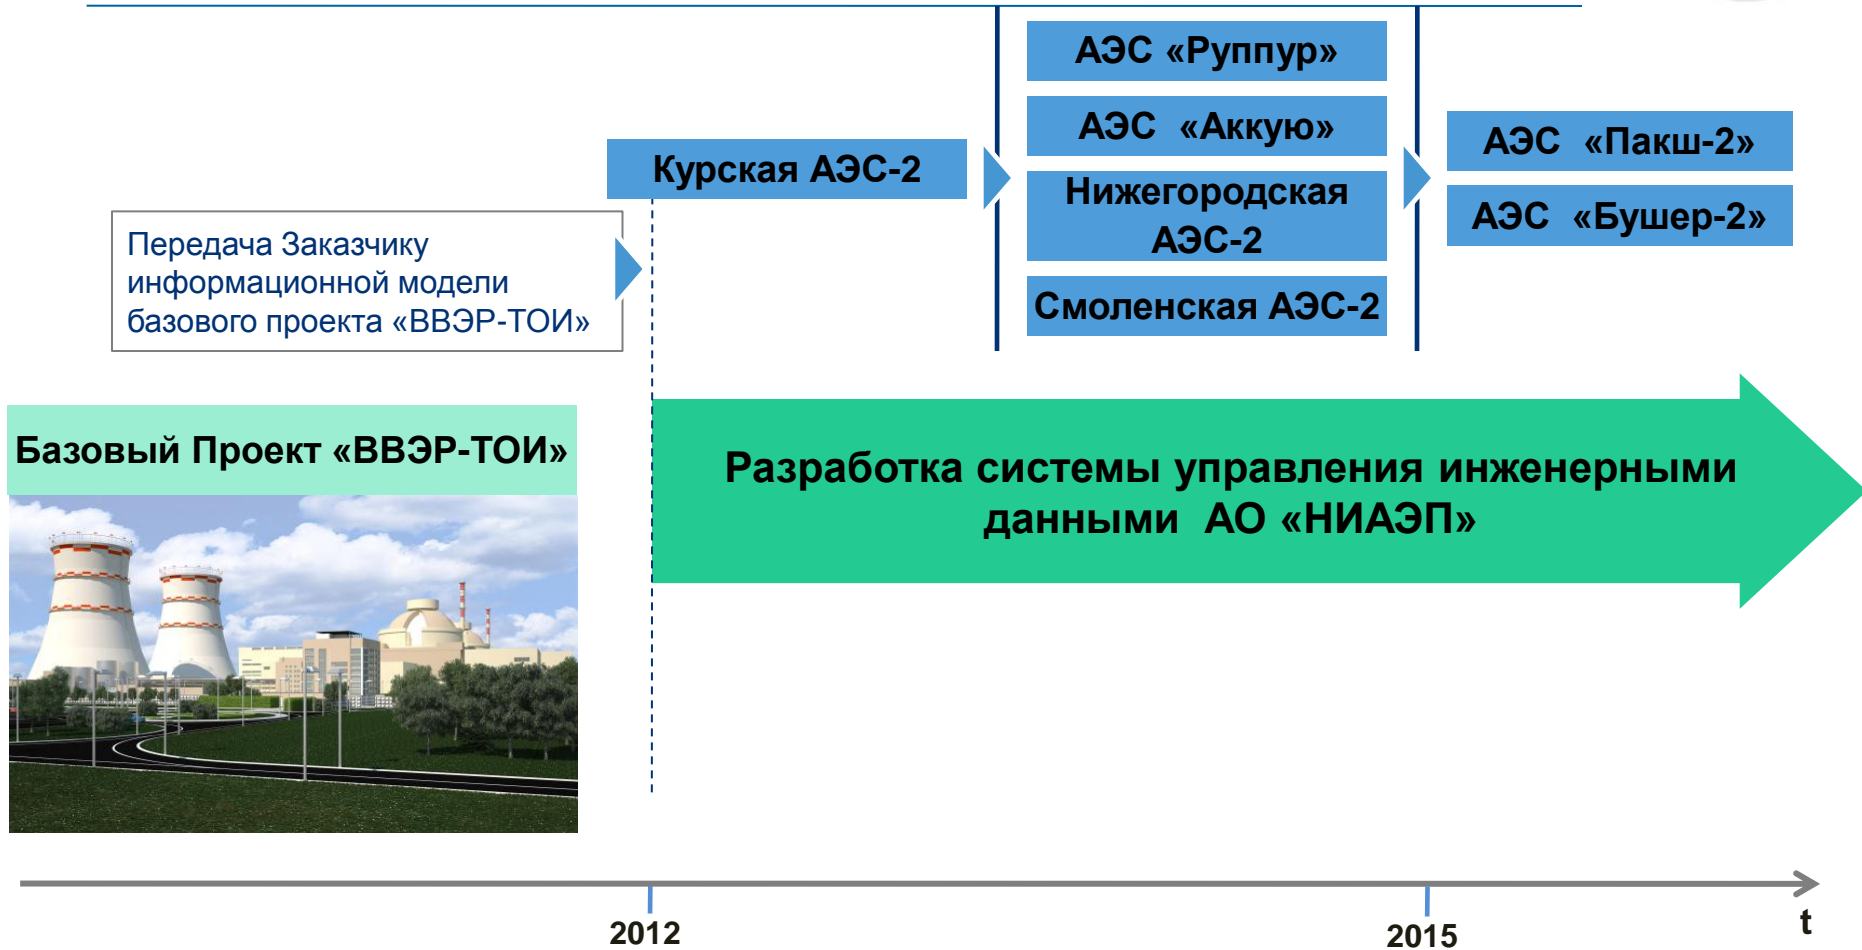 АЭС «Руппур»
АЭС «Аккую»
Нижегородская
АЭС-2
Смоленская АЭС-2
АЭС «Пакш-2»
АЭС «Бушер-2»
Курская АЭС-2
Передача Заказчику
информационной модели
базового проекта «ВВЭР-ТОИ»
Базовый Проект «ВВЭР-ТОИ»
Разработка системы управления инженерными
данными АО «НИАЭП»
2012
2015
t